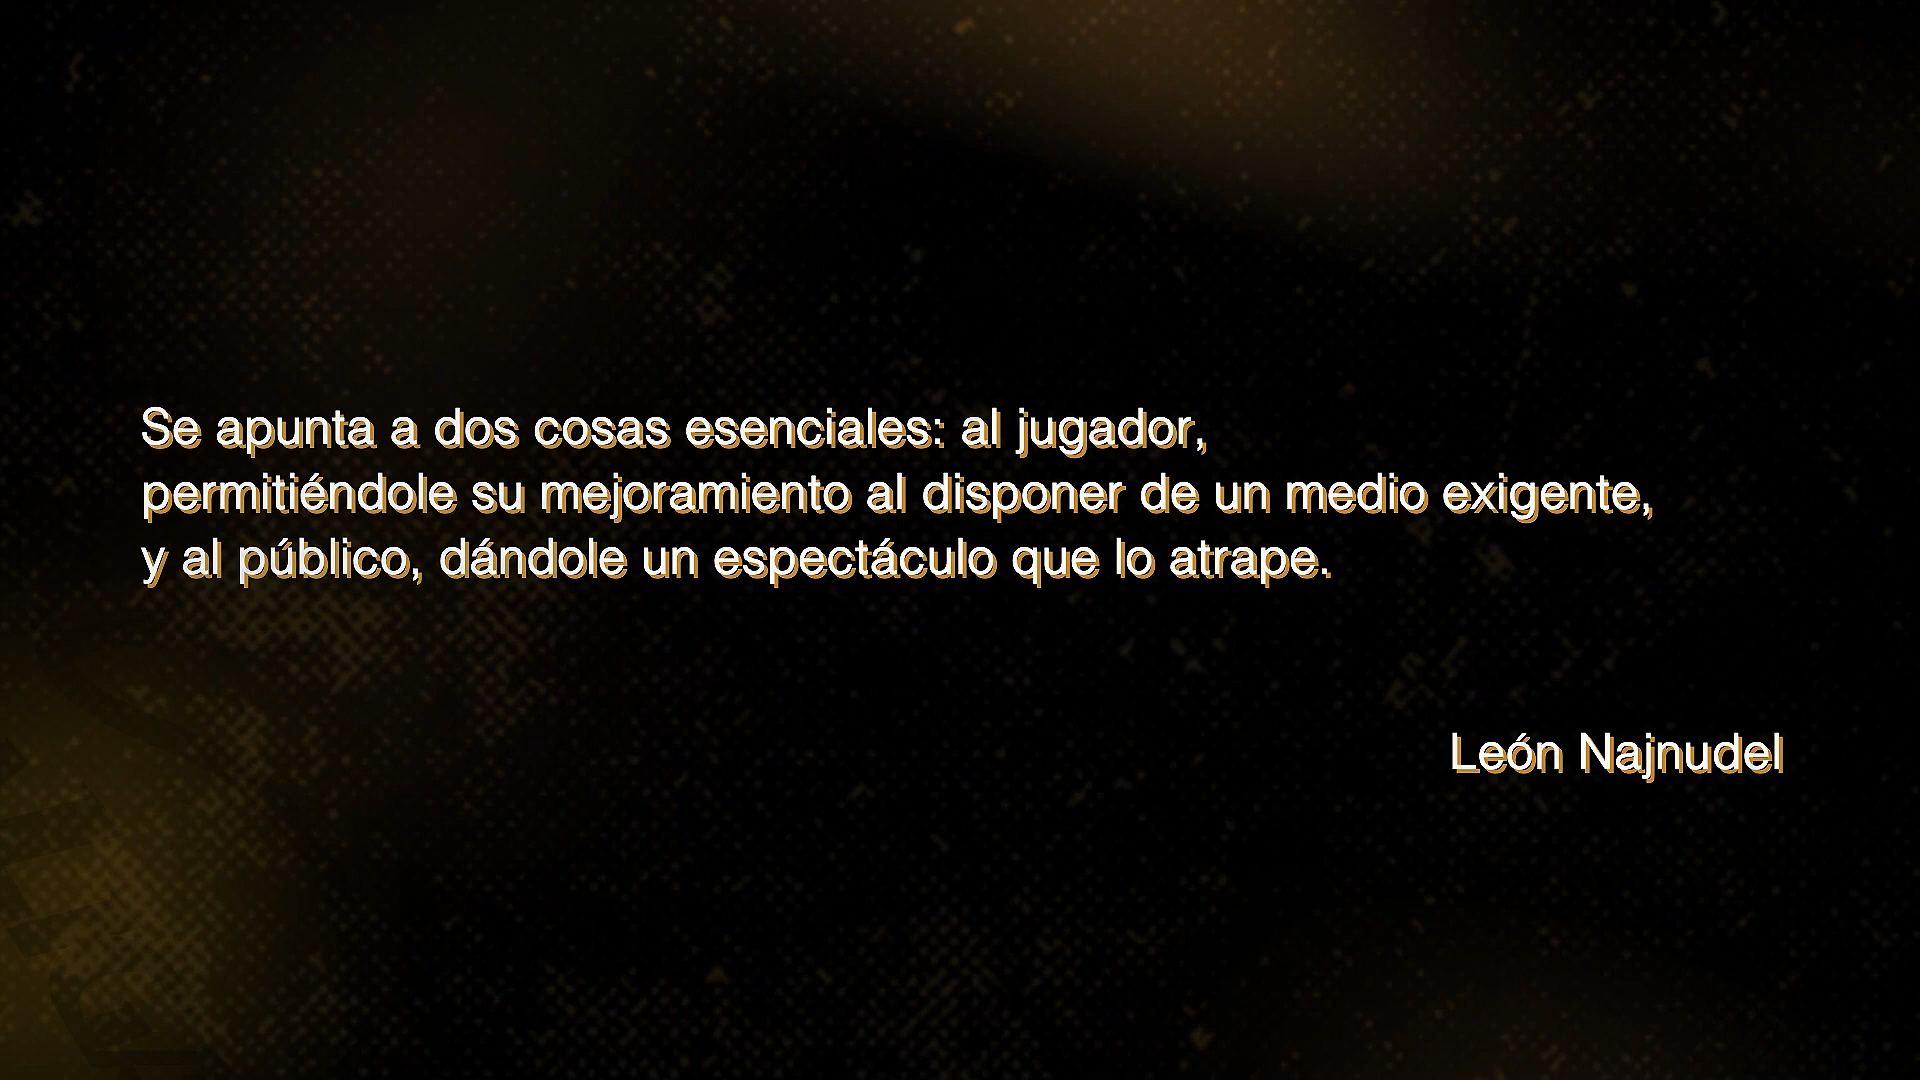 Se apunta a dos cosas esenciales: al jugador,
permitiéndole su mejoramiento al disponer de un medio exigente,
y al público, dándole un espectáculo que lo atrape.
León Najnudel